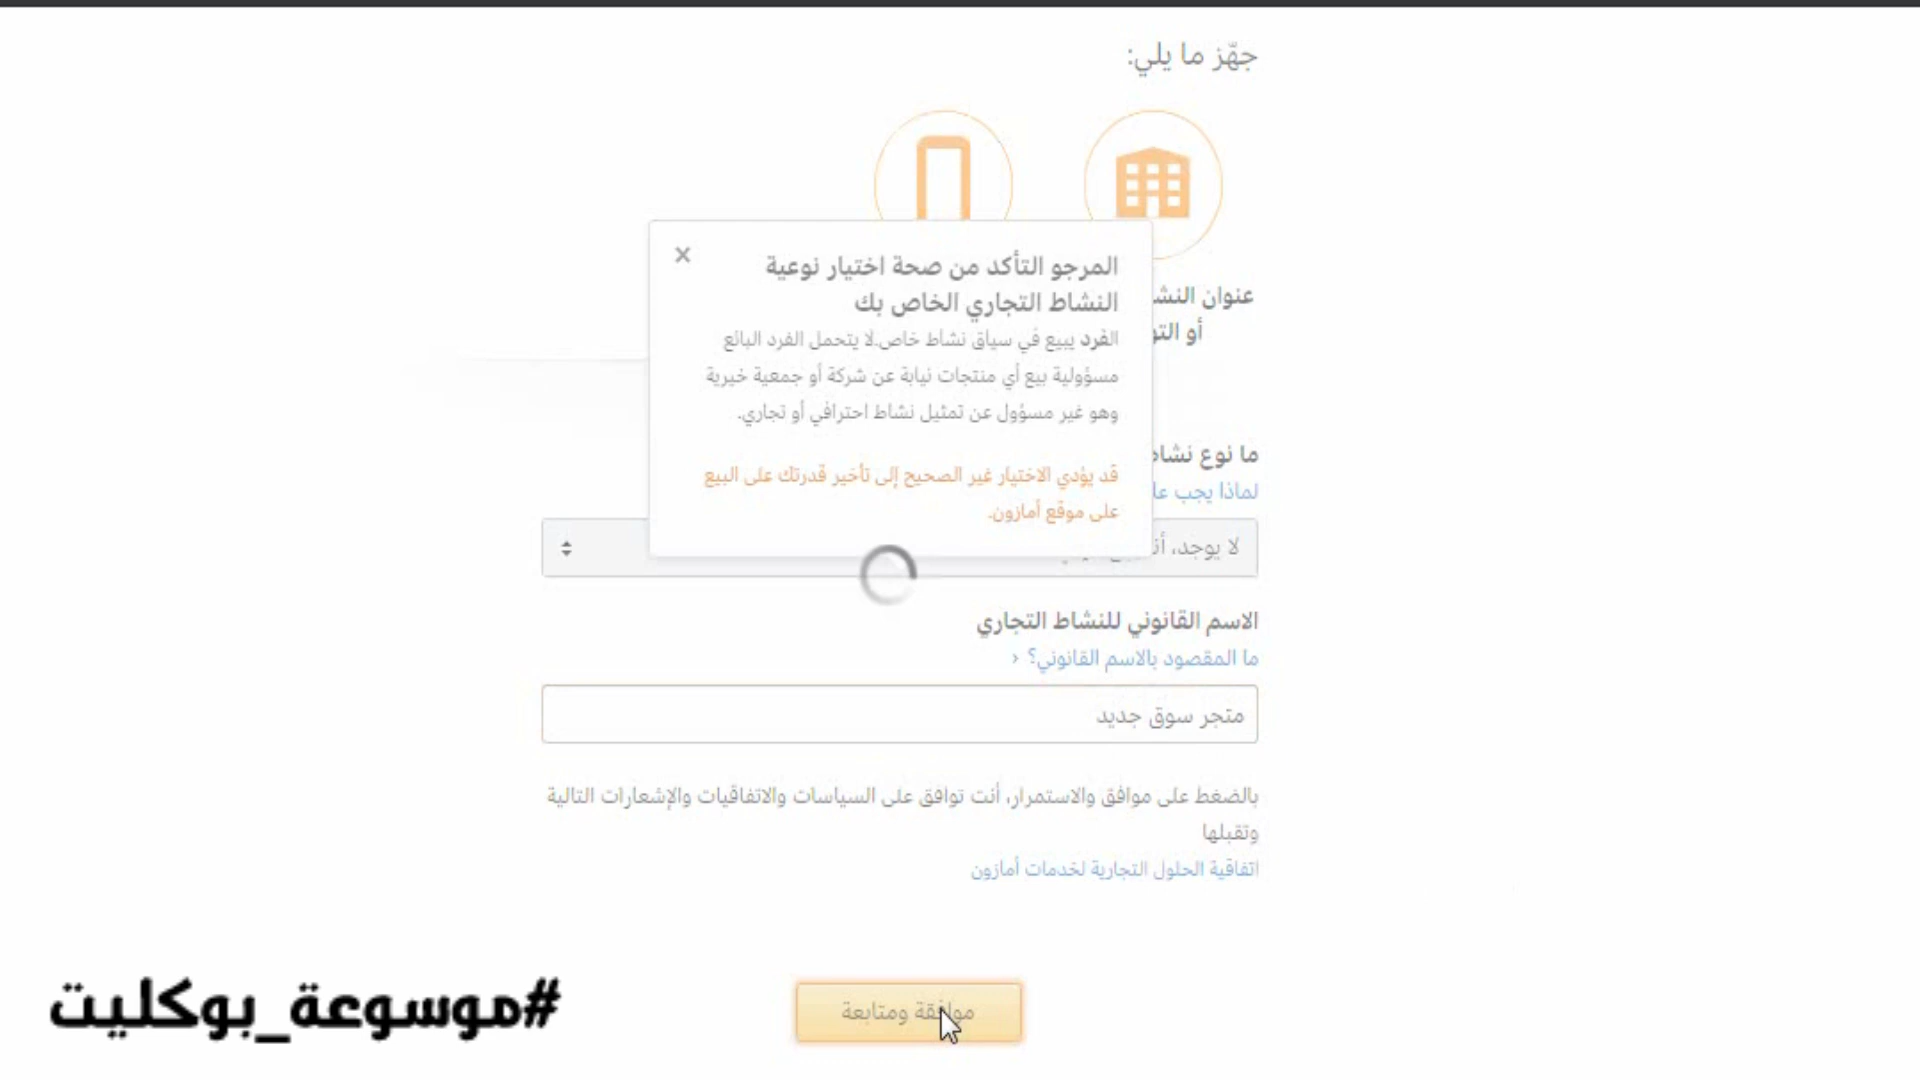 جهّز ما يلي:
المرجو التأكد من صحة اختيار نوعية
النشاط التجاري الخاص بك
الفرد يبيع في سياق نشاط خاص.لا يتحمل الفرد البائع
مسؤولية بيع أي منتجات نيابة عن شركة أو جمعية خيرية
وهو غير مسؤول عن تمثيل نشاط احترافي أو تجاري.
قد يؤدي الاختيار غير الصحيح إلى تأخير قدرتك على البيع
على موقع أمازون.
عنوان
أو
ما نوع
لماذا يجب
لا يوجد،
الاسم القانوني للنشاط التجاري
ما المقصود بالاسم القانوني؟ ‹
متجر سوق جديد
بالضغط على موافق والاستمرار، أنت توافق على السياسات والاتفاقيات والإشعارات التالية
وتقبلها
اتفاقية الحلول التجارية لخدمات أمازون
موافقة ومتابعة
#موسوعة_بوكليت